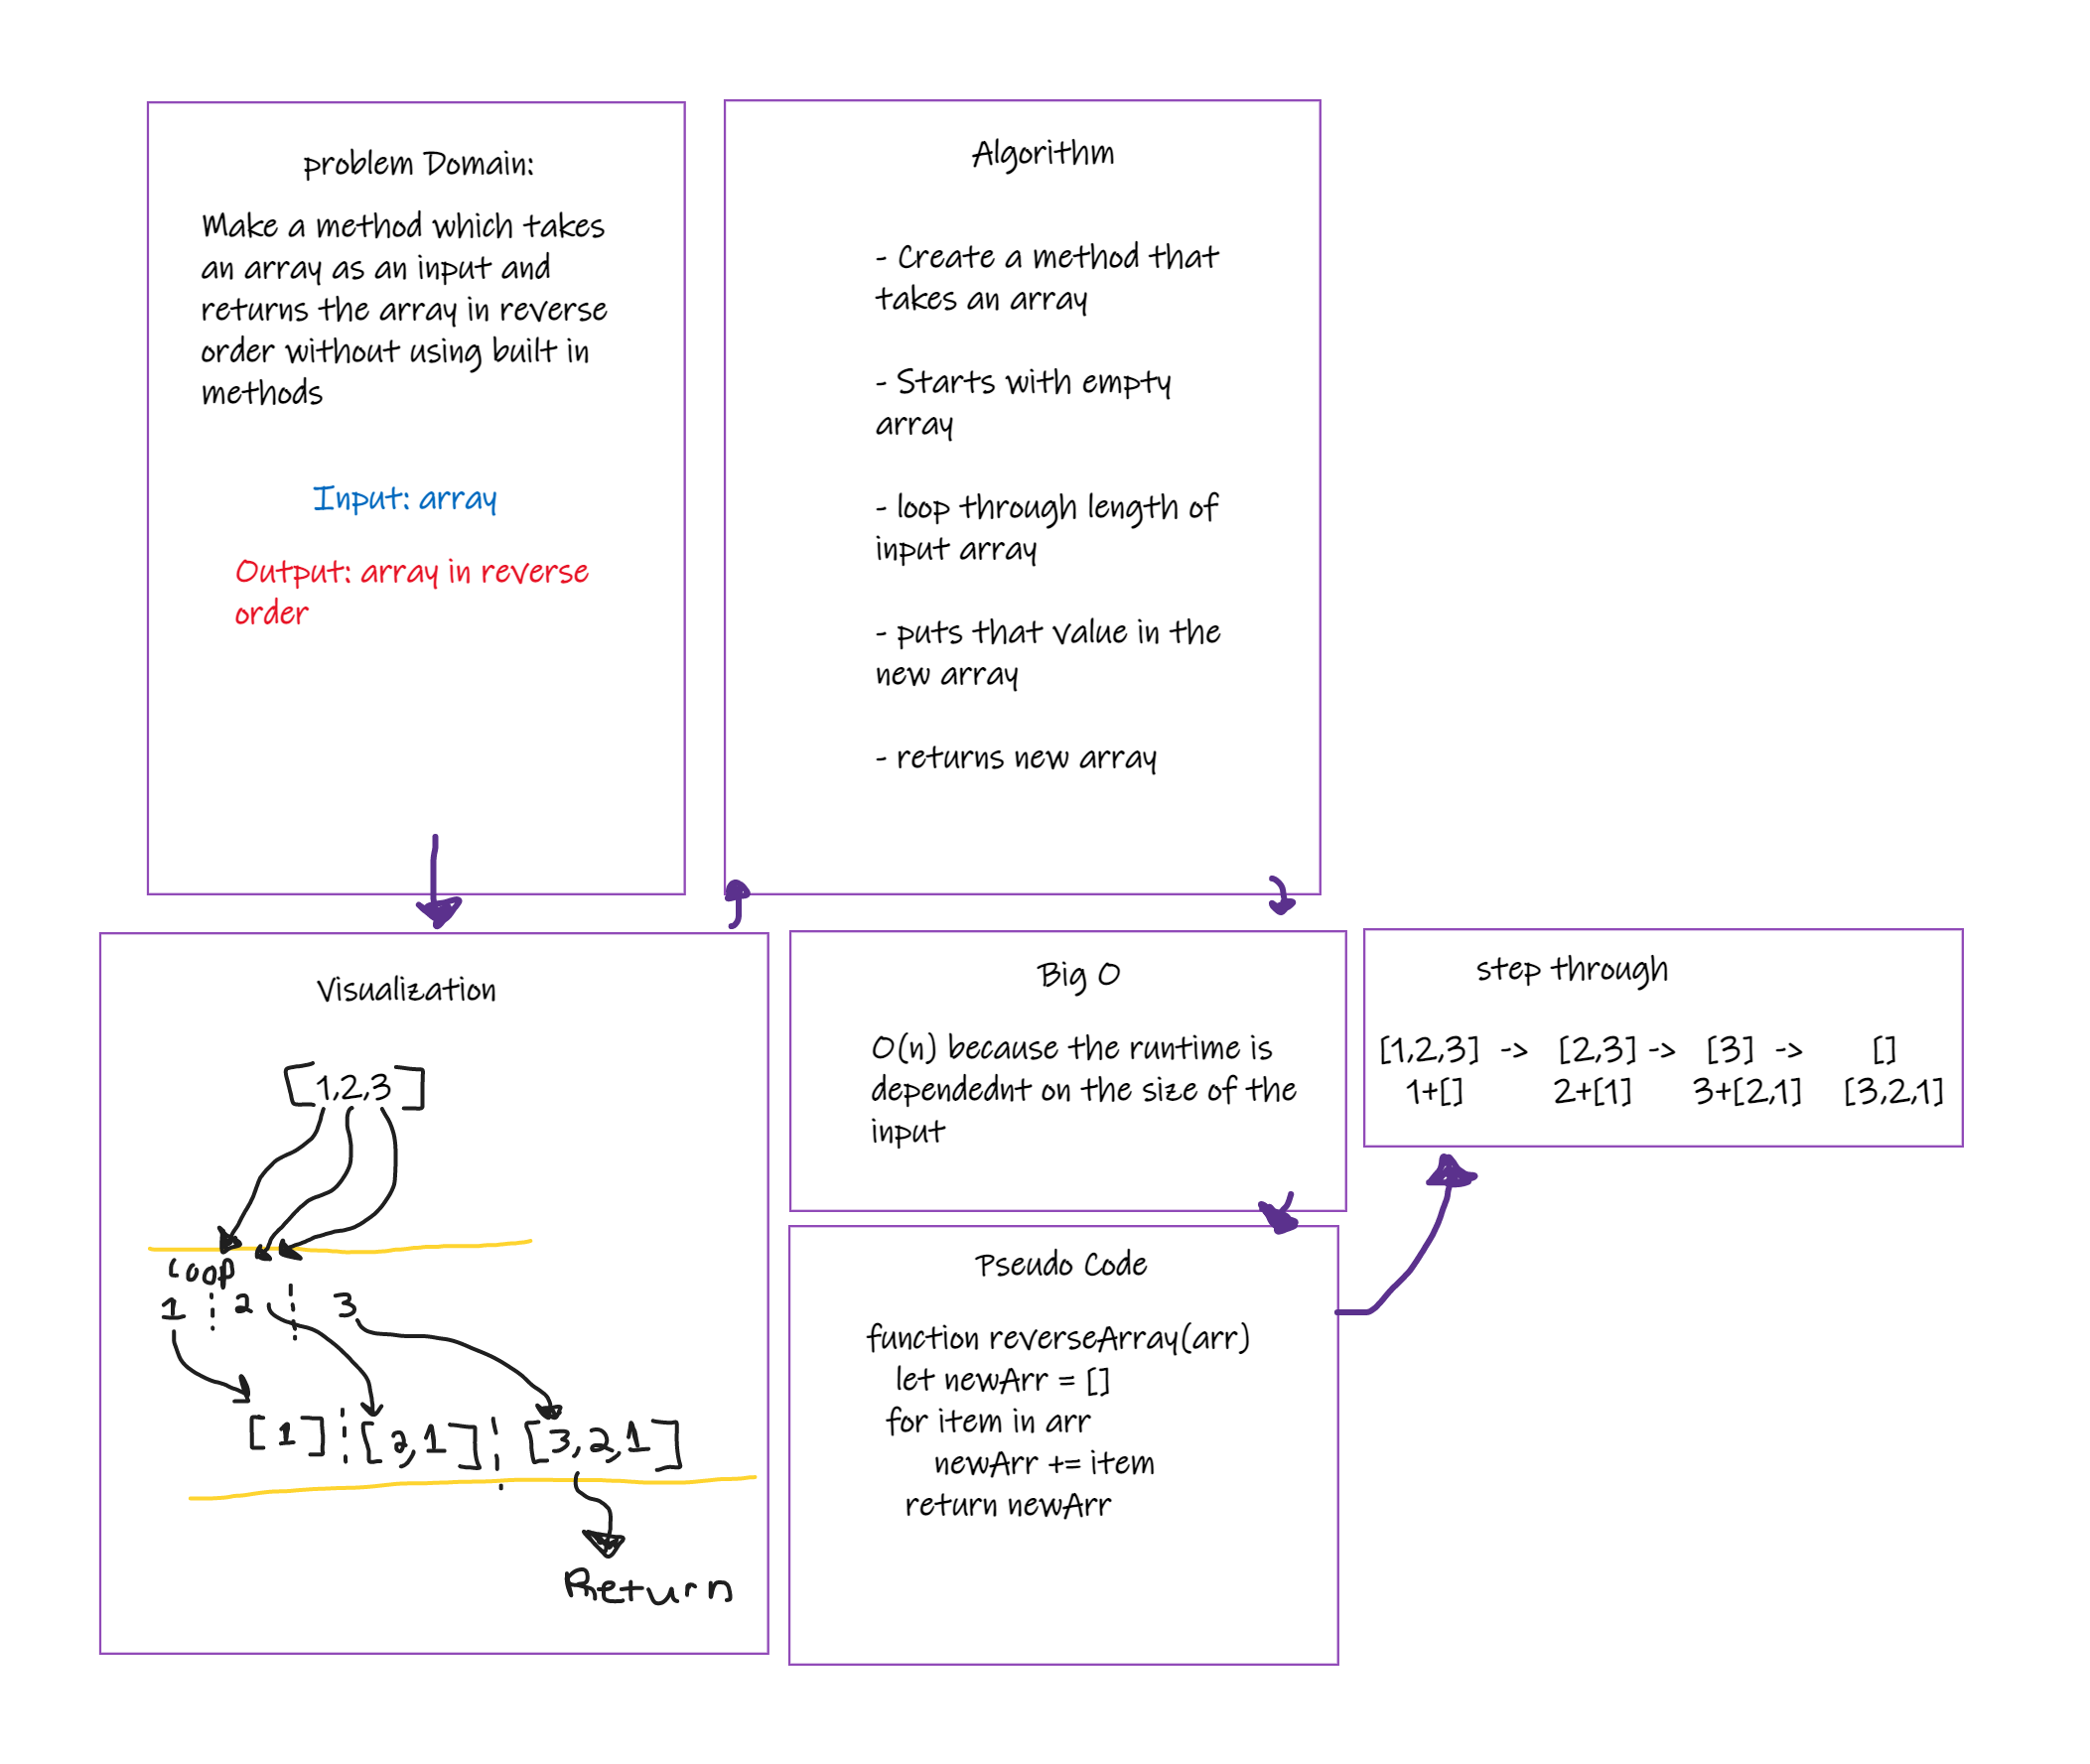 problem Domain:
Make a method which takes
an array as an input and
returns the array in reverse
order without using built in
methods
Input: array
Output: array in reverse
order
Visualization
[1,2,3]
Loop
1 2 3
[1] [2,1] [3,2,1]
Return
Algorithm
- Create a method that
takes an array
- Starts with empty
array
- loop through length of
input array
- puts that value in the
new array
- returns new array
Big O
O(n) because the runtime is
dependednt on the size of the
input
Pseudo Code
function reverseArray(arr)
let newArr = []
for item in arr
newArr += item
return newArr
step through
[1,2,3] -> [2,3] -> [3] -> []
1+[] 2+[1] 3+[2,1] [3,2,1]